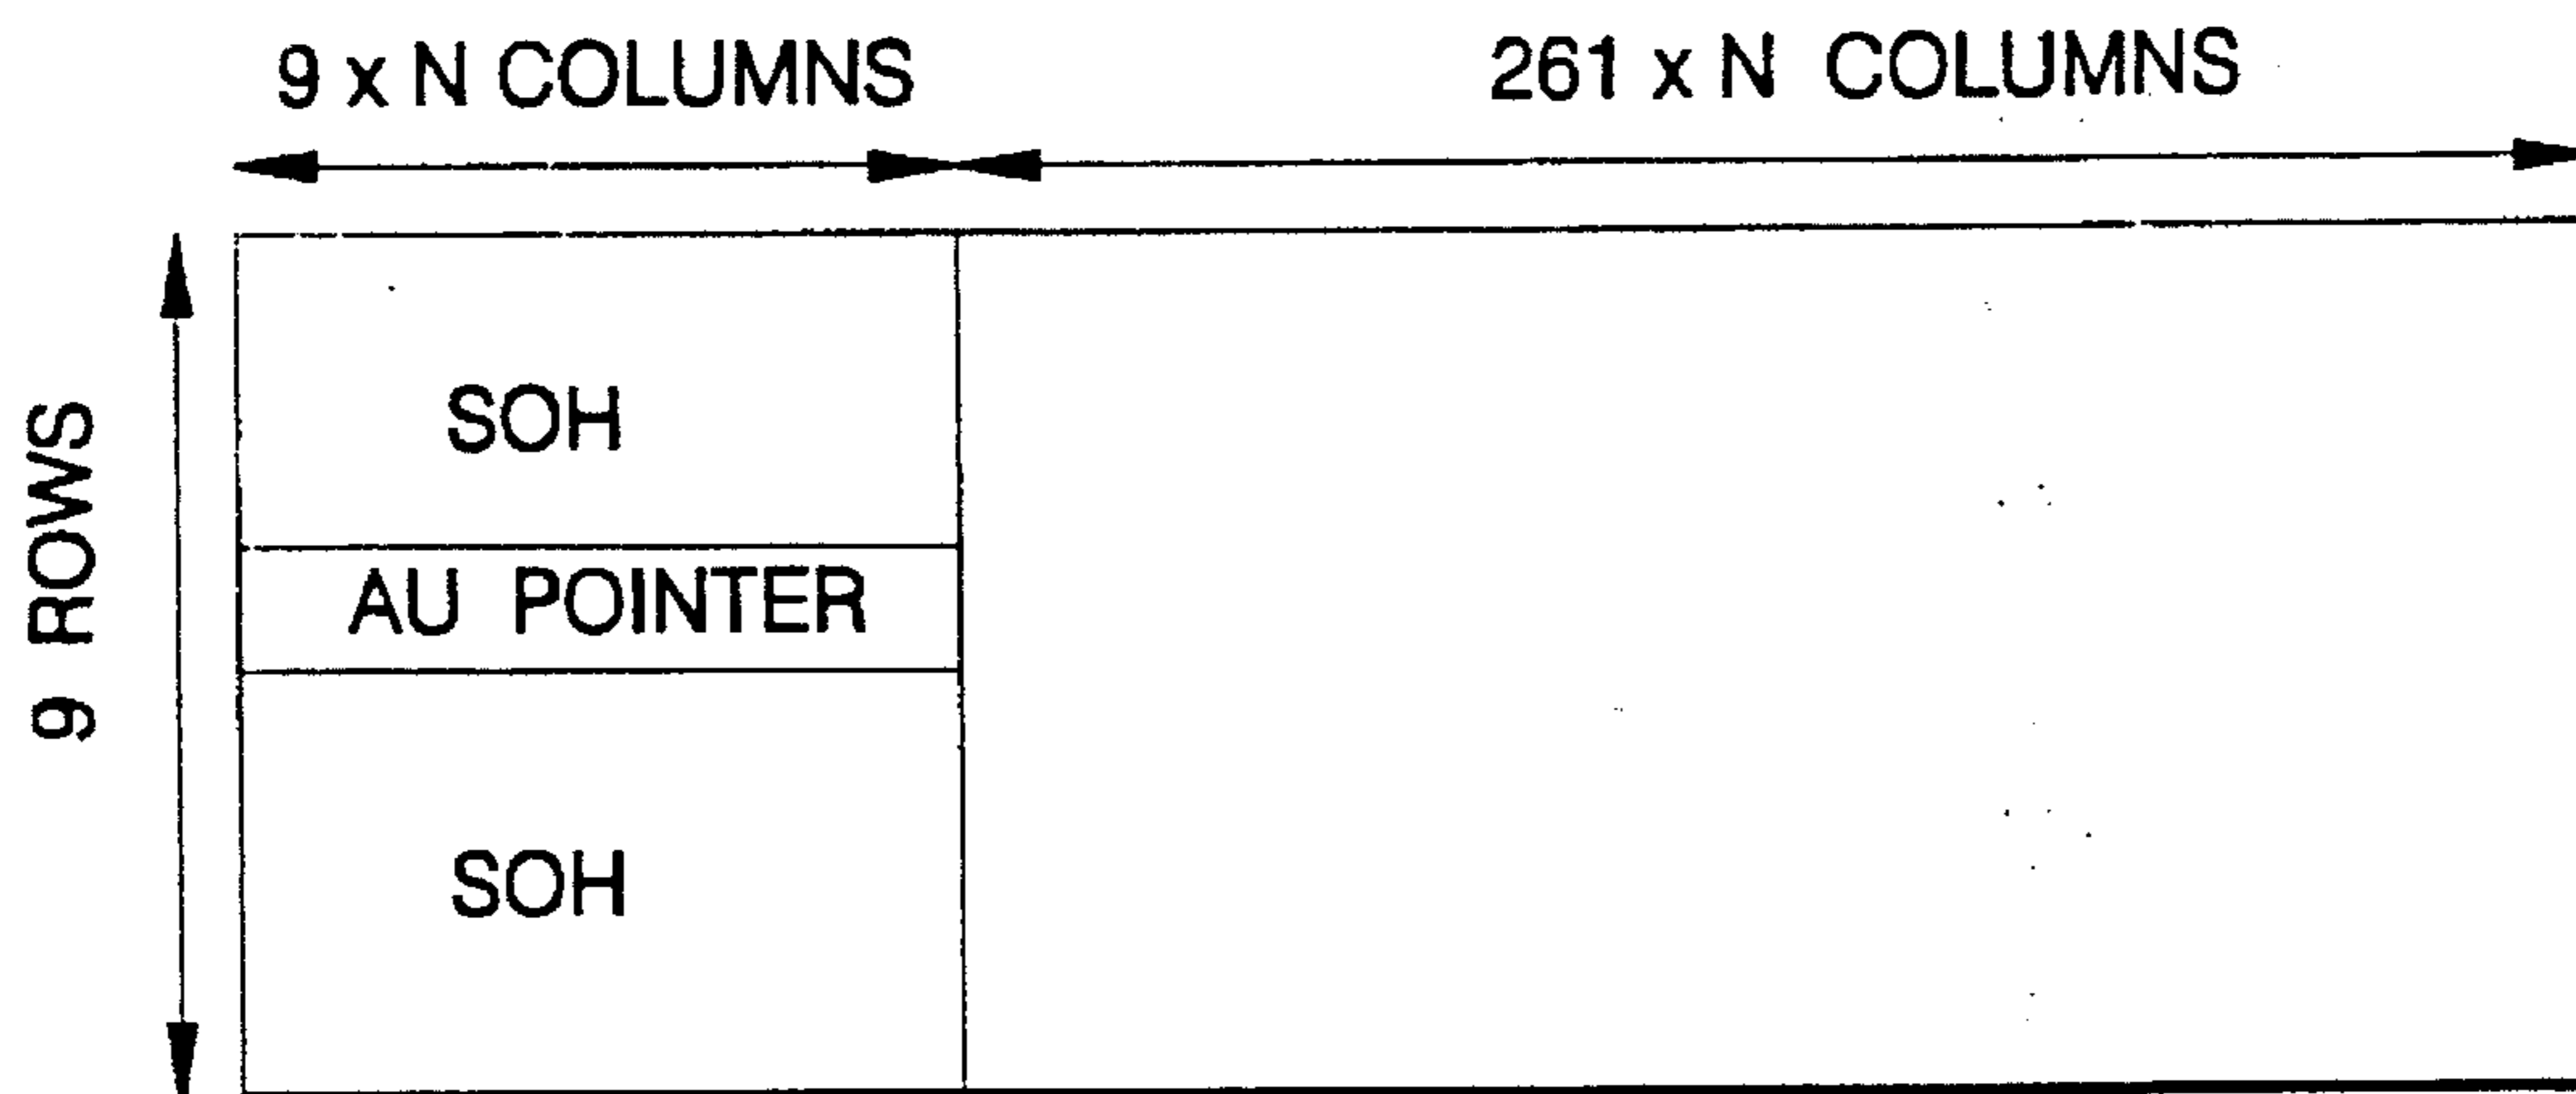 9 x N COLUMNS
261 x N COLUMNS
9 ROWS
SOH
AU POINTER
SOH